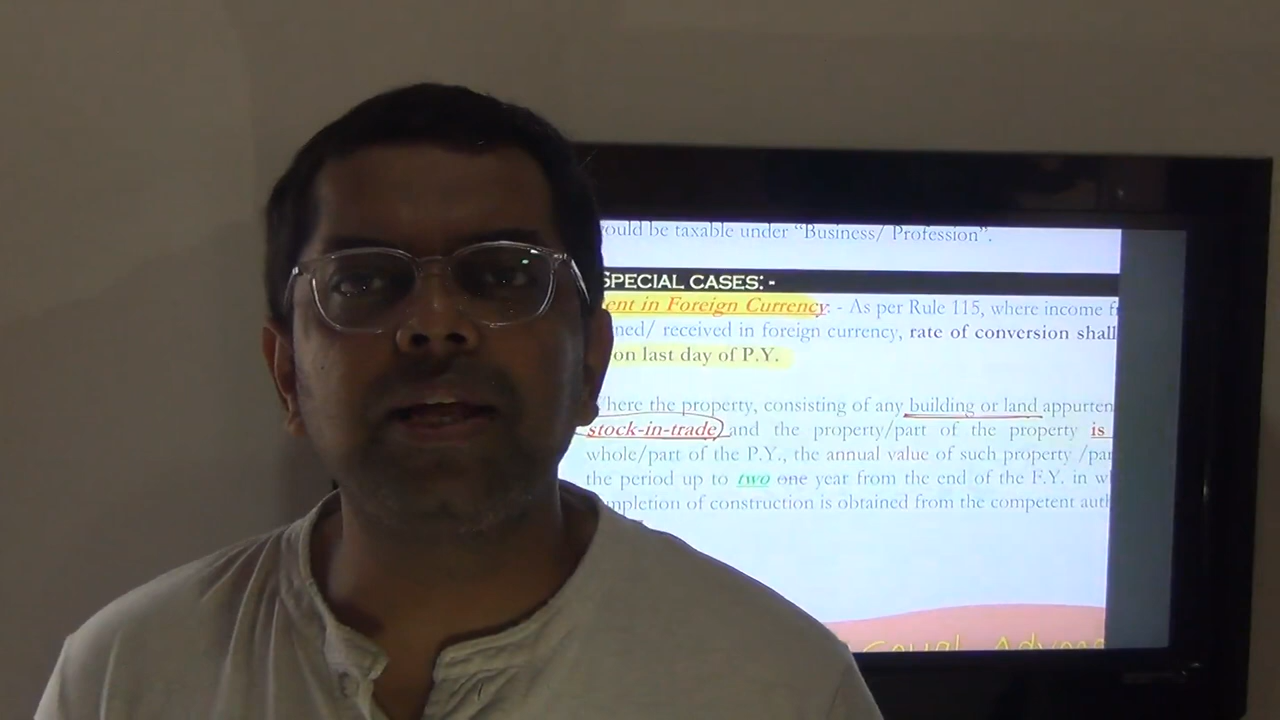 ould be taxable under “Business/ Profession”.
SPECIAL CASES: -
ent in Foreign Currency: - As per Rule 115, where income f
ned/ received in foreign currency, rate of conversion shall
on last day of P.Y.
here the property, consisting of any building or land appurten
stock-in-trade and the property/part of the property is
whole/part of the P.Y., the annual value of such property /par
the period up to two one year from the end of the F.Y. in w
mpletion of construction is obtained from the competent auth